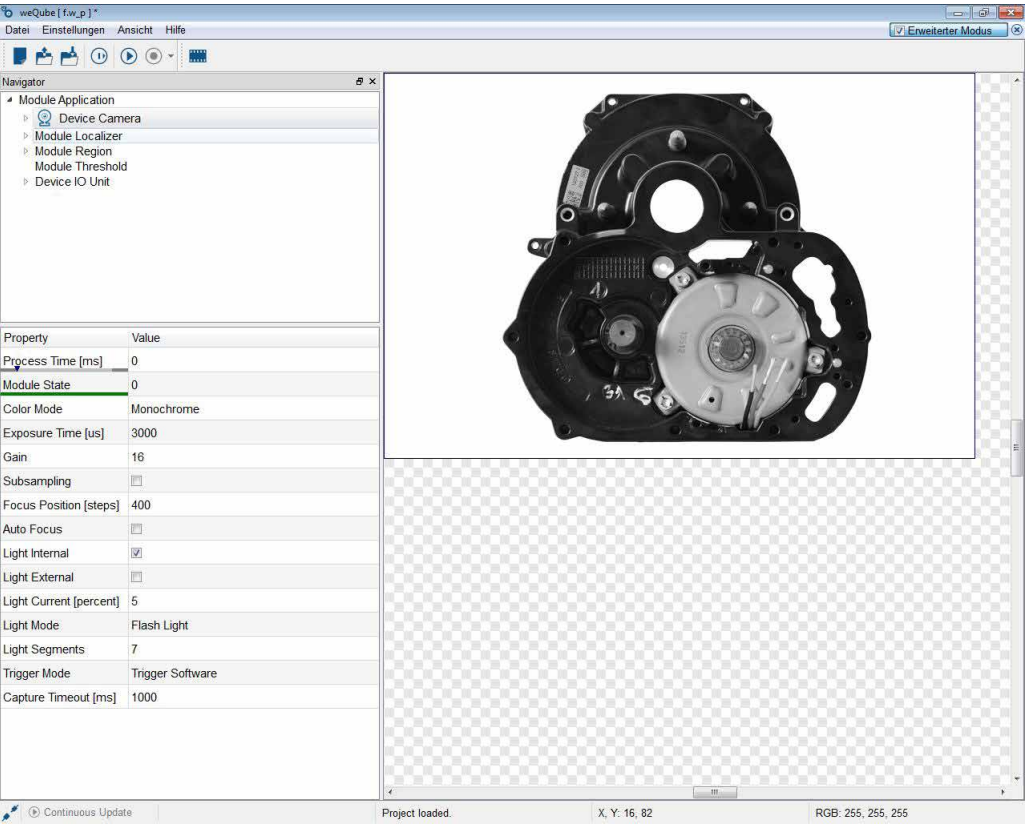 weQube [ f.w_p ] *
Datei Einstellungen Ansicht Hilfe
Erweiterter Modus
Navigator
Module Application
Device Camera
Module Localizer
Module Region
Module Threshold
Device IO Unit
Property Value
Process Time [ms] 0
Module State 0
Color Mode Monochrome
Exposure Time [us] 3000
Gain 16
Subsampling
Focus Position [steps] 400
Auto Focus
Light Internal
Light External
Light Current [percent] 5
Light Mode Flash Light
Light Segments 7
Trigger Mode Trigger Software
Capture Timeout [ms] 1000
Continuous Update
Project loaded.
X, Y: 16, 82
RGB: 255, 255, 255